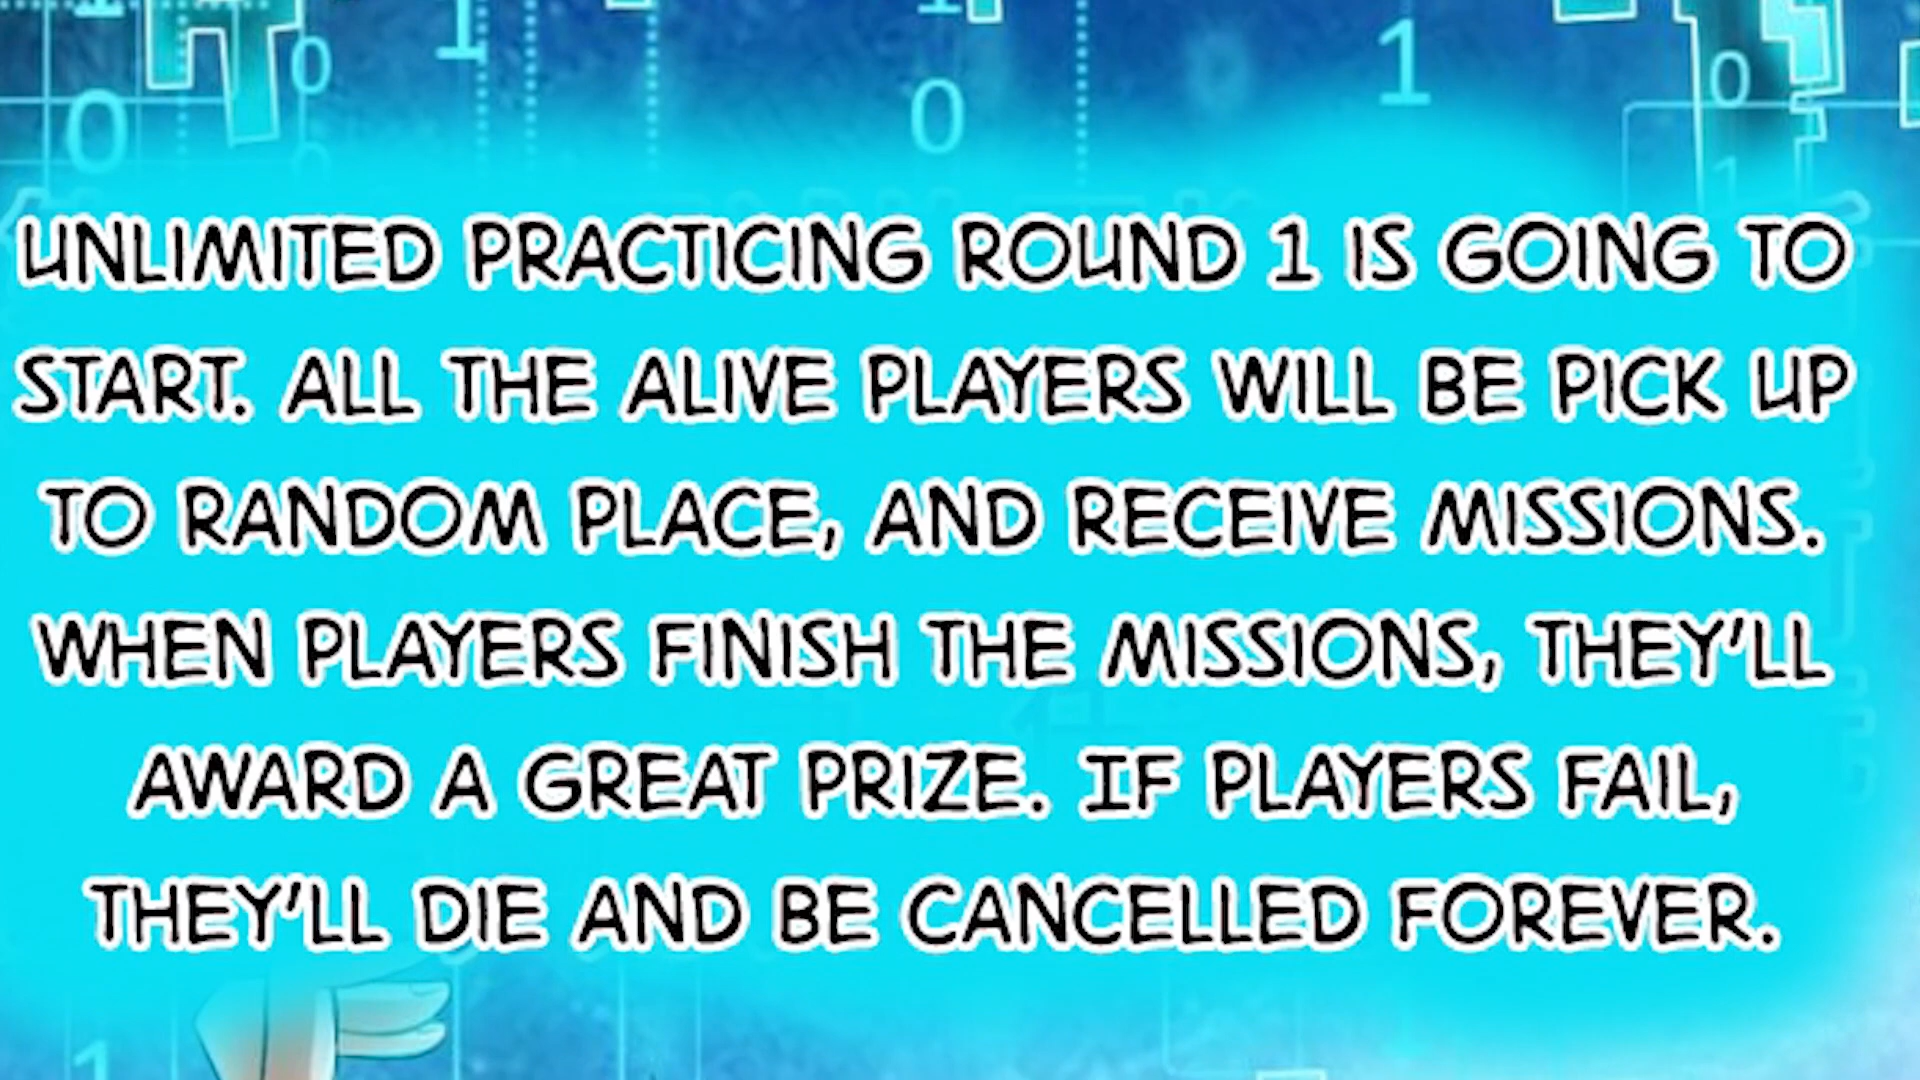 UNLIMITED PRACTICING ROUND 1 IS GOING TO
START. ALL THE ALIVE PLAYERS WILL BE PICK UP
TO RANDOM PLACE, AND RECEIVE MISSIONS.
WHEN PLAYERS FINISH THE MISSIONS, THEY'LL
AWARD A GREAT PRIZE. IF PLAYERS FAIL,
THEY'LL DIE AND BE CANCELLED FOREVER.